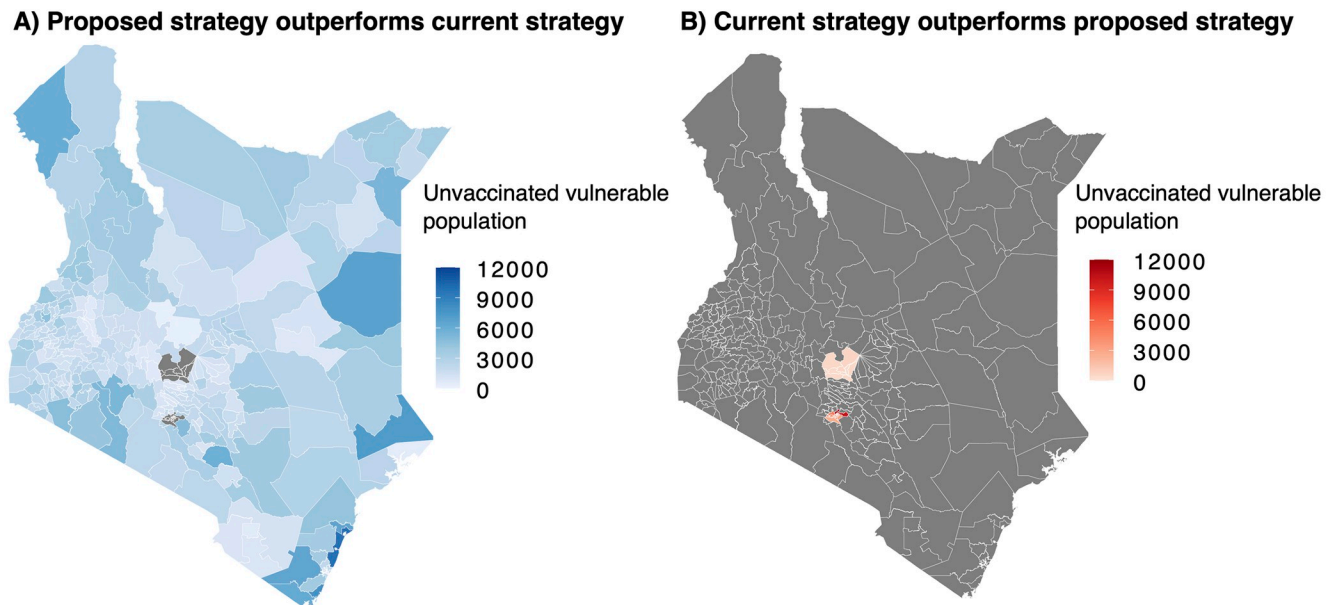 A) Proposed strategy outperforms current strategy
Unvaccinated vulnerable
population
12000
9000
6000
3000
0
B) Current strategy outperforms proposed strategy
Unvaccinated vulnerable
population
12000
9000
6000
3000
0